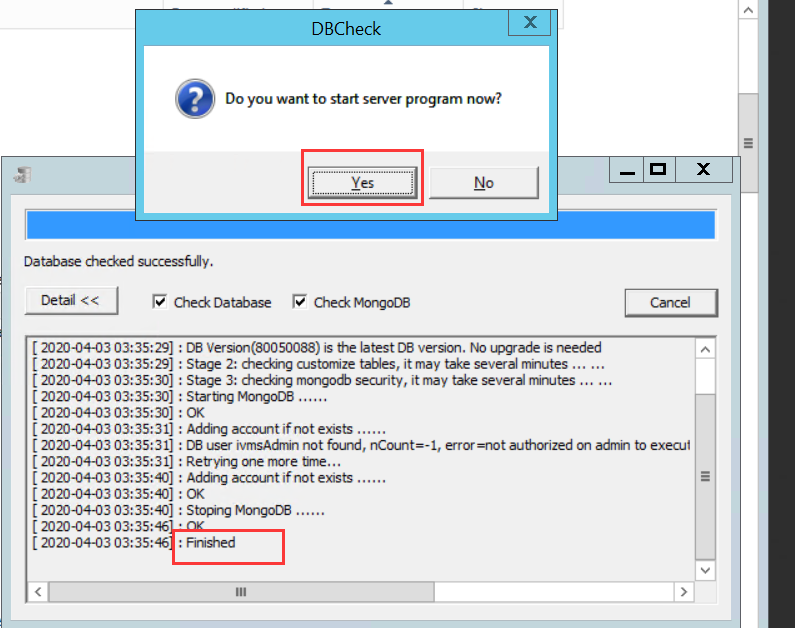 DBCheck
X
Do you want to start server program now?
Yes
No
X
Database checked successfully.
Detail <<
Check Database
Check MongoDB
Cancel
[ 2020-04-03 03:35:29] : DB Version(80050088) is the latest DB version. No upgrade is needed
[ 2020-04-03 03:35:29] : Stage 2: checking customize tables, it may take several minutes ... ...
[ 2020-04-03 03:35:30] : Stage 3: checking mongodb security, it may take several minutes ... ...
[ 2020-04-03 03:35:30] : Starting MongoDB ......
[ 2020-04-03 03:35:30] : OK
[ 2020-04-03 03:35:31] : Adding account if not exists ......
[ 2020-04-03 03:35:31] : DB user ivmsAdmin not found, nCount=-1, error=not authorized on admin to execut
[ 2020-04-03 03:35:31] : Retrying one more time...
[ 2020-04-03 03:35:40] : Adding account if not exists ......
[ 2020-04-03 03:35:40] : OK
[ 2020-04-03 03:35:40] : Stoping MongoDB ......
[ 2020-04-03 03:35:46] : OK
[ 2020-04-03 03:35:46] : Finished